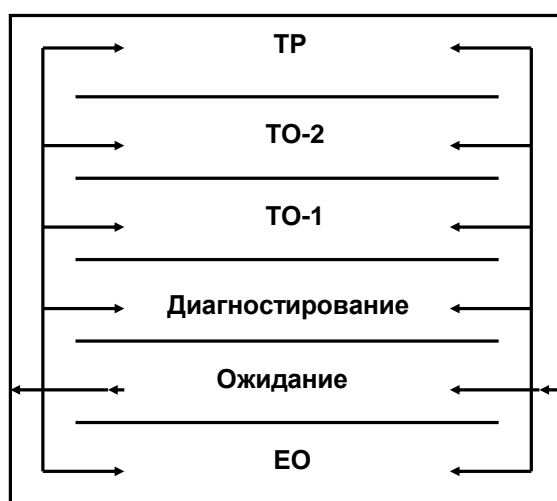 ТР
ТО-2
ТО-1
Диагностирование
Ожидание
ЕО